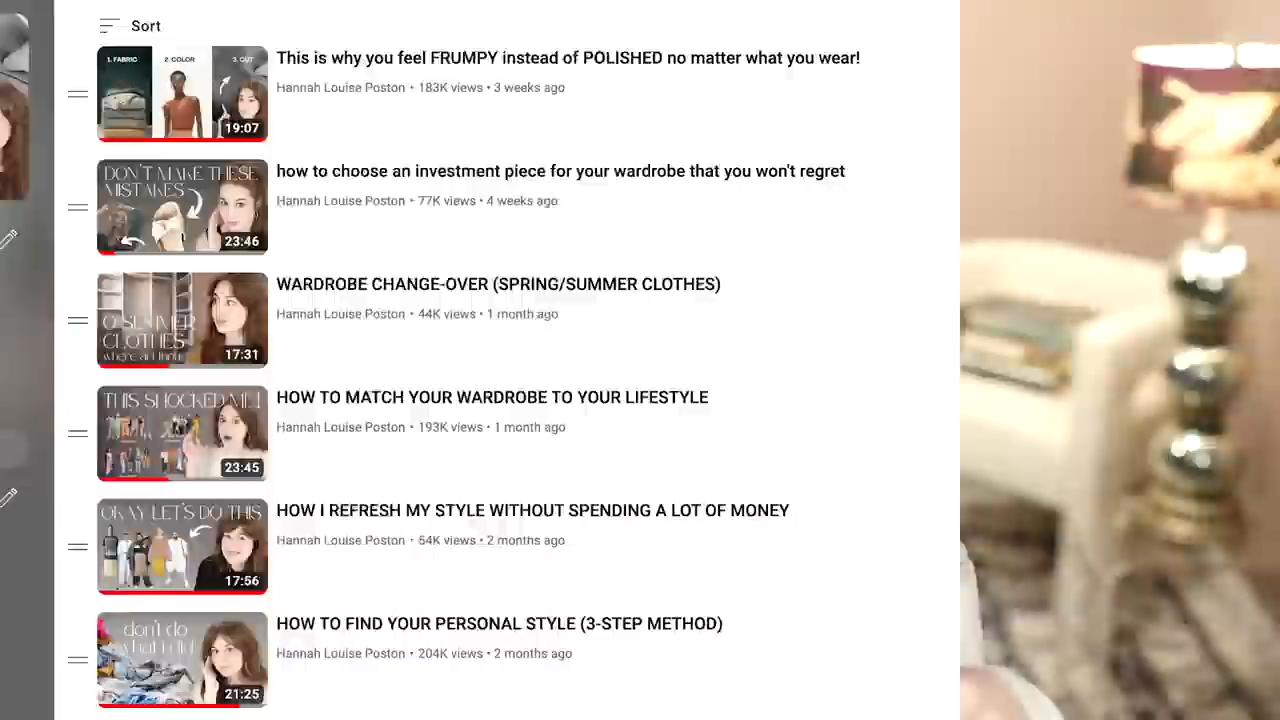 Sort
1. FABRIC
2. COLOR
3. CUT
19:07
This is why you feel FRUMPY instead of POLISHED no matter what you wear!
Hannah Louise Poston • 183K views • 3 weeks ago
DON'T MAKE THESE
MISTAKES
23:46
how to choose an investment piece for your wardrobe that you won't regret
Hannah Louise Poston • 77K views • 4 weeks ago
O SUMMER
CLOTHES
where art thou
17:31
WARDROBE CHANGE-OVER (SPRING/SUMMER CLOTHES)
Hannah Louise Poston • 44K views • 1 month ago
THIS SHOCKED ME!
23:45
HOW TO MATCH YOUR WARDROBE TO YOUR LIFESTYLE
Hannah Louise Poston • 193K views • 1 month ago
OKAY LET'S DO THIS
17:56
HOW I REFRESH MY STYLE WITHOUT SPENDING A LOT OF MONEY
Hannah Louise Poston • 64K views • 2 months ago
don't do
what I did
21:25
HOW TO FIND YOUR PERSONAL STYLE (3-STEP METHOD)
Hannah Louise Poston • 204K views • 2 months ago